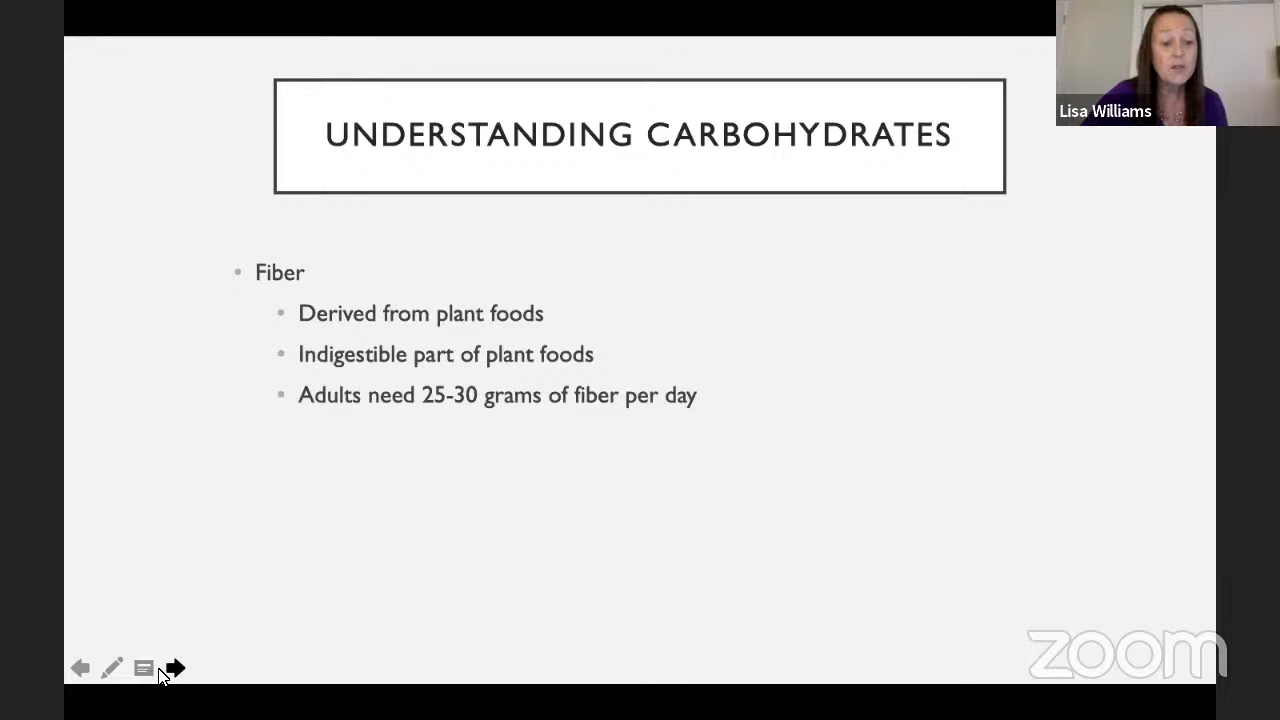 Lisa Williams
UNDERSTANDING CARBOHYDRATES
• Fiber
• Derived from plant foods
• Indigestible part of plant foods
• Adults need 25-30 grams of fiber per day
zoom